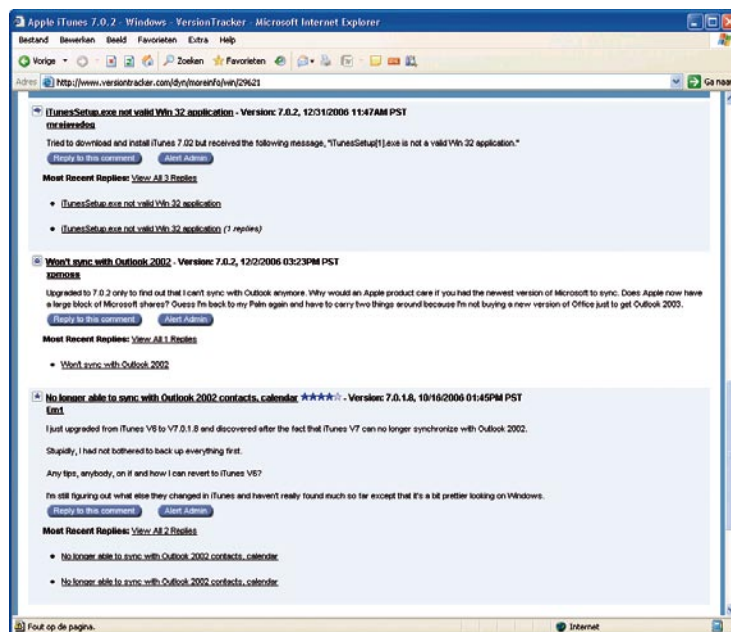 Apple iTunes 7.0.2 - Windows - VersionTracker - Microsoft Internet Explorer
Bestand Bewerken Beeld Favorieten Extra Help
Vorige Zoeken Favorieten
Adres http://www.versiontracker.com/dyn/moreinfo/win/29621 Ga naar
iTunesSetup.exe not valid Win 32 application - Version: 7.0.2, 12/31/2006 11:47AM PST
Tried to download and install iTunes 7.02 but received the following message, "iTunesSetup[1].exe is not a valid Win 32 application."
Reply to this comment Alert Admin
Most Recent Replies: View All 3 Replies
• iTunesSetup.exe not valid Win 32 application
• iTunesSetup.exe not valid Win 32 application (1 replies)
Won't sync with Outlook 2002 - Version: 7.0.2, 12/2/2006 03:23PM PST
xpmoss
Upgraded to 7.0.2 only to find out that I can't sync with Outlook anymore. Why would an Apple product care if you had the newest version of Microsoft to sync. Does Apple now have
a large block of Microsoft shares? Guess I'm back to my Palm again and have to carry two things around because I'm not buying a new version of Office just to get Outlook 2003.
Reply to this comment Alert Admin
Most Recent Replies: View All 1 Replies
• Won't sync with Outlook 2002
No longer able to sync with Outlook 2002 contacts, calendar ★★★★☆ - Version: 7.0.1.8, 10/16/2006 01:45PM PST
I just upgraded from iTunes V6 to V7.0.1.8 and discovered after the fact that iTunes V7 can no longer synchronize with Outlook 2002.
Stupidly, I had not bothered to back up everything first.
Any tips, anybody, on if and how I can revert to iTunes V6?
I'm still figuring out what else they changed in iTunes and haven't really found much so far except that it's a bit prettier looking on Windows.
Reply to this comment Alert Admin
Most Recent Replies: View All 2 Replies
• No longer able to sync with Outlook 2002 contacts, calendar
• No longer able to sync with Outlook 2002 contacts, calendar
Fout op de pagina. Internet